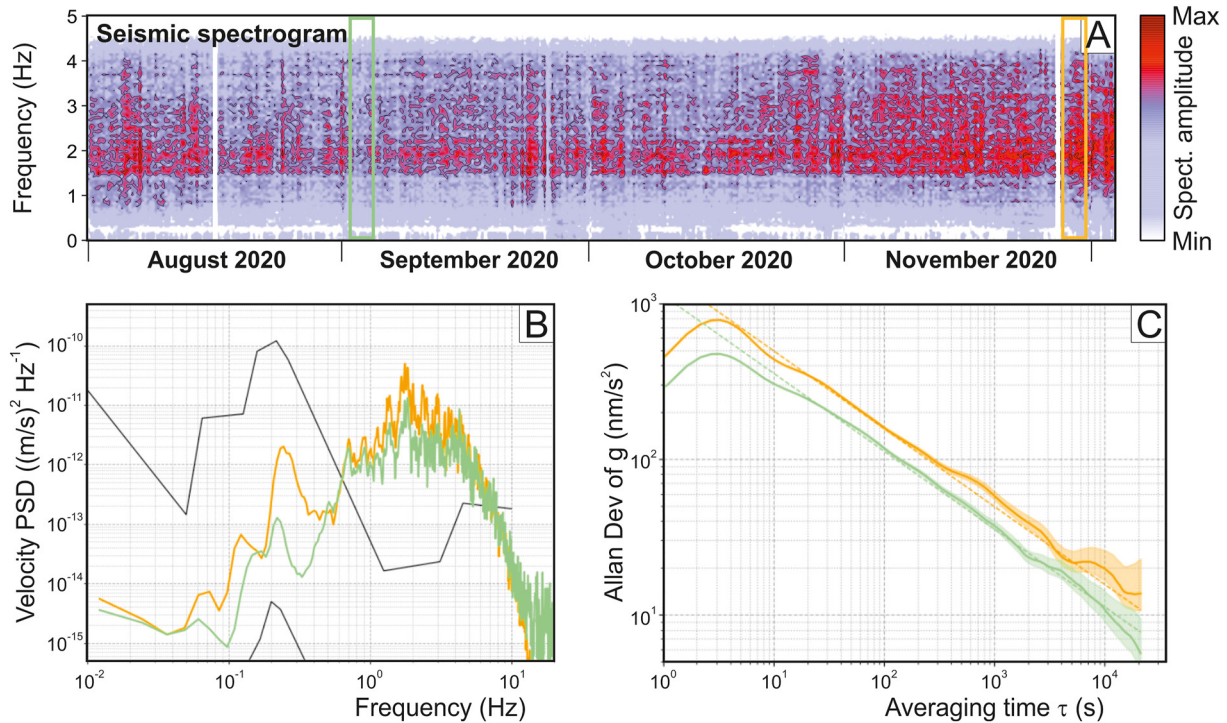 Seismic spectrogram
A
Frequency (Hz)
5
4
3
2
1
0
August 2020
September 2020
October 2020
November 2020
Max
Spect. amplitude
Min
B
Velocity PSD ((m/s)² Hz⁻¹)
10⁻¹⁰
10⁻¹¹
10⁻¹²
10⁻¹³
10⁻¹⁴
10⁻¹⁵
10⁻²
10⁻¹
10⁰
10¹
Frequency (Hz)
C
Allan Dev of g (nm/s²)
10³
10²
10¹
10⁰
10¹
10²
10³
10⁴
Averaging time τ (s)